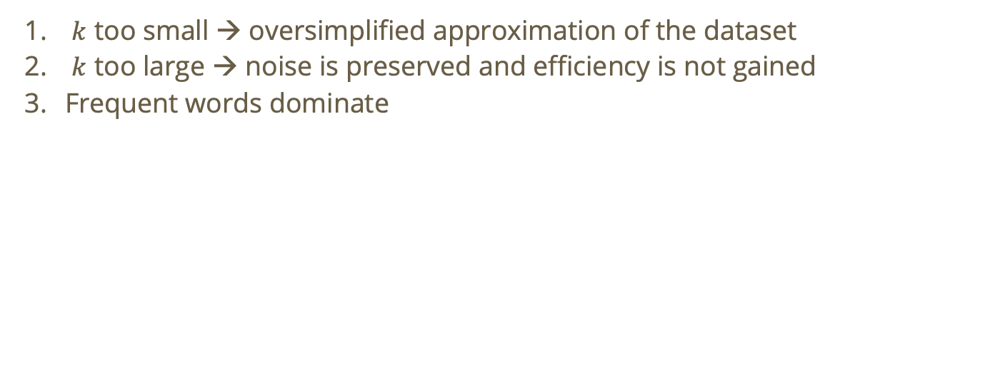 1. k too small → oversimplified approximation of the dataset
2. k too large → noise is preserved and efficiency is not gained
3. Frequent words dominate